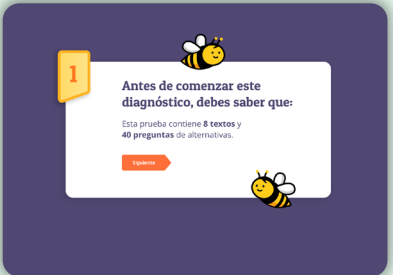 1
Antes de comenzar este
diagnóstico, debes saber que:
Esta prueba contiene 8 textos y
40 preguntas de alternativas.
Siguiente